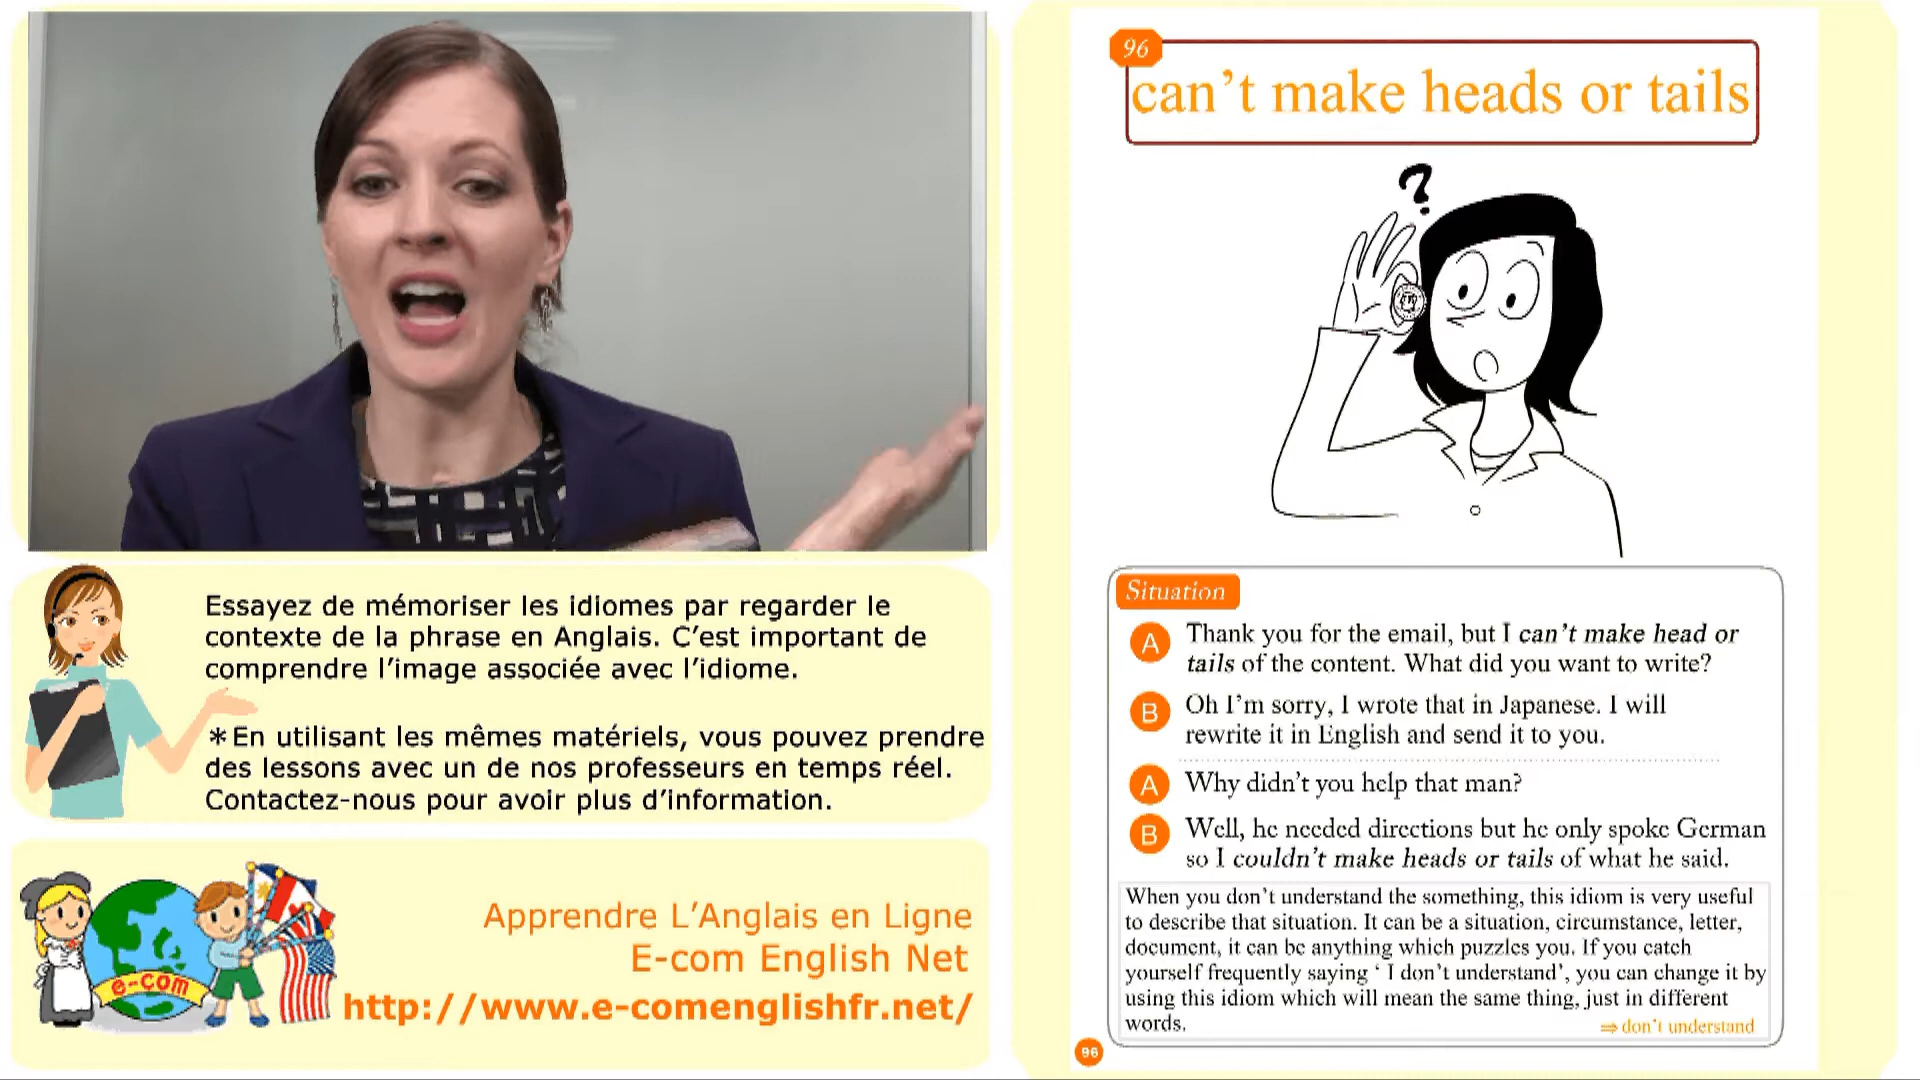 96
can't make heads or tails
?
Situation
A Thank you for the email, but I can't make head or
tails of the content. What did you want to write?
B Oh I'm sorry, I wrote that in Japanese. I will
rewrite it in English and send it to you.
A Why didn't you help that man?
B Well, he needed directions but he only spoke German
so I couldn't make heads or tails of what he said.
When you don't understand the something, this idiom is very useful
to describe that situation. It can be a situation, circumstance, letter,
document, it can be anything which puzzles you. If you catch
yourself frequently saying ‘ I don't understand’, you can change it by
using this idiom which will mean the same thing, just in different
words.
⇒ don't understand
96
Essayez de mémoriser les idiomes par regarder le
contexte de la phrase en Anglais. C'est important de
comprendre l'image associée avec l'idiome.
*En utilisant les mêmes matériels, vous pouvez prendre
des lessons avec un de nos professeurs en temps réel.
Contactez-nous pour avoir plus d'information.
e-com
Apprendre L'Anglais en Ligne
E-com English Net
http://www.e-comenglishfr.net/